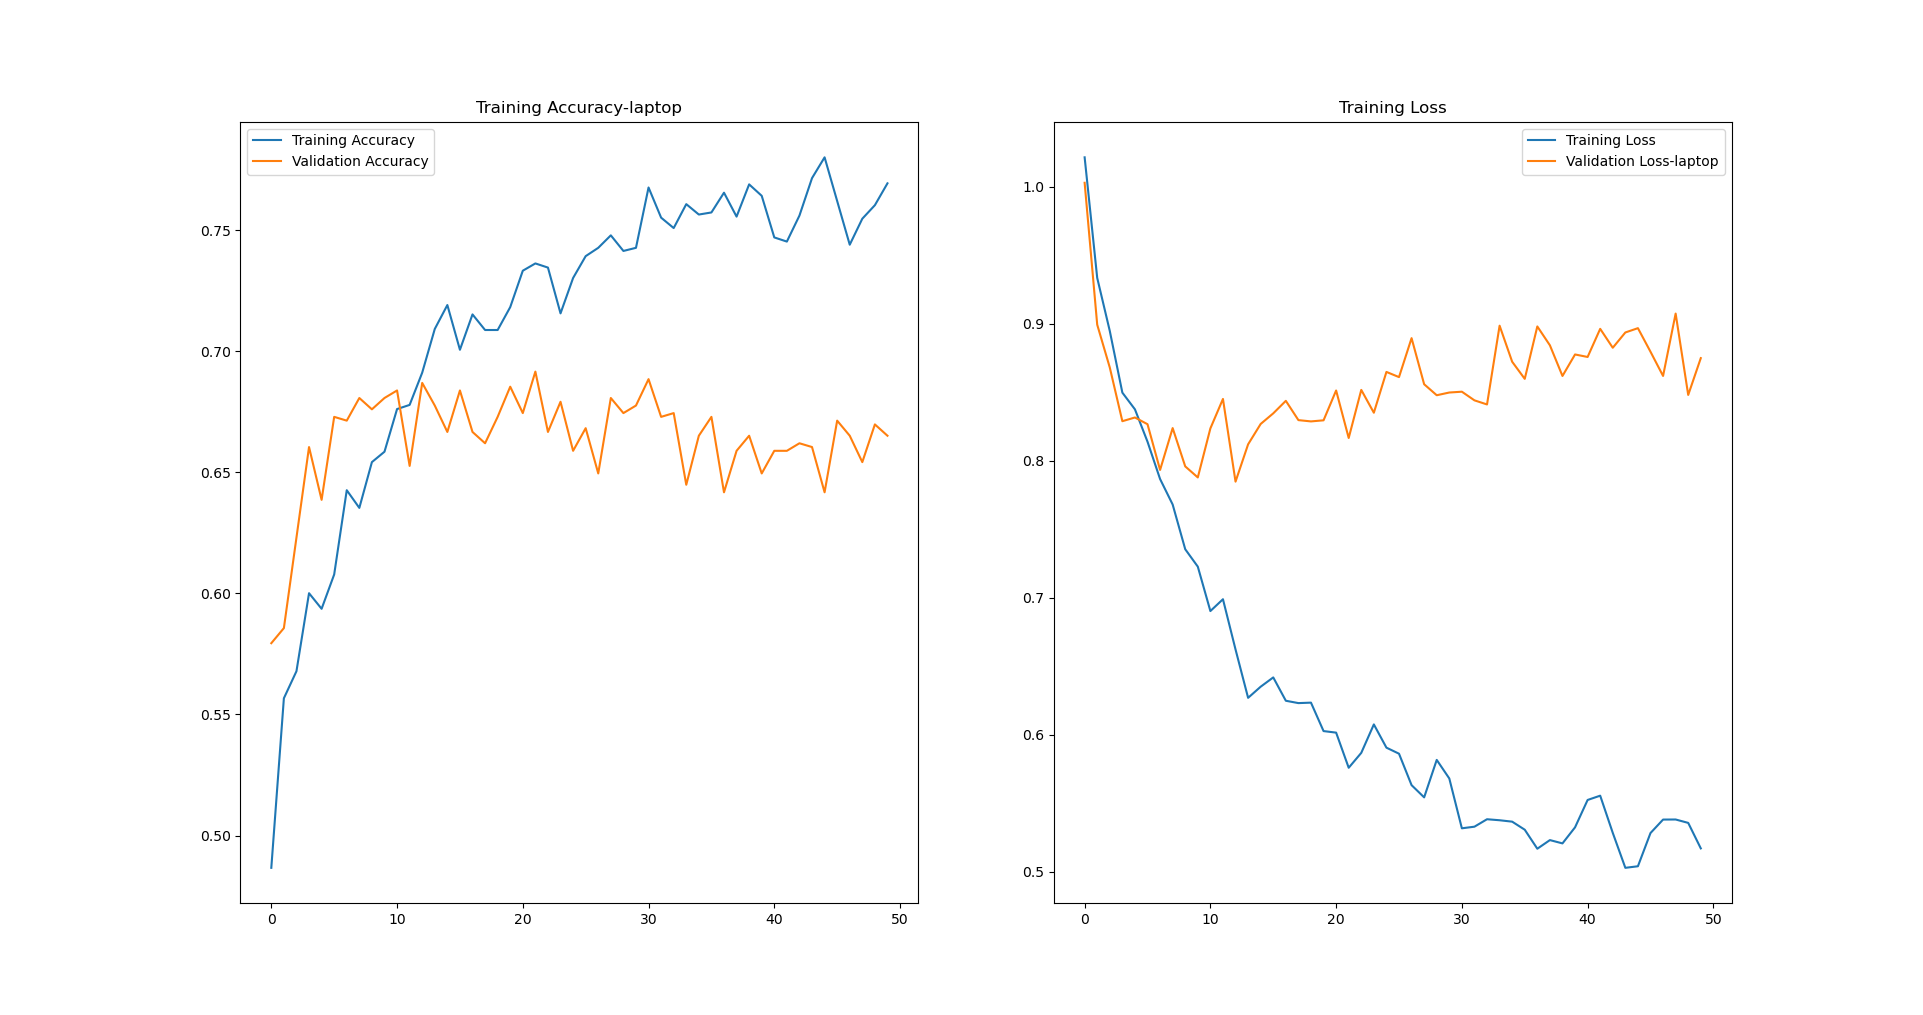 Training Accuracy-laptop
Training Accuracy
Validation Accuracy
0.75
0.70
0.65
0.60
0.55
0.50
0 10 20 30 40 50
Training Loss
Training Loss
Validation Loss-laptop
1.0
0.9
0.8
0.7
0.6
0.5
0 10 20 30 40 50